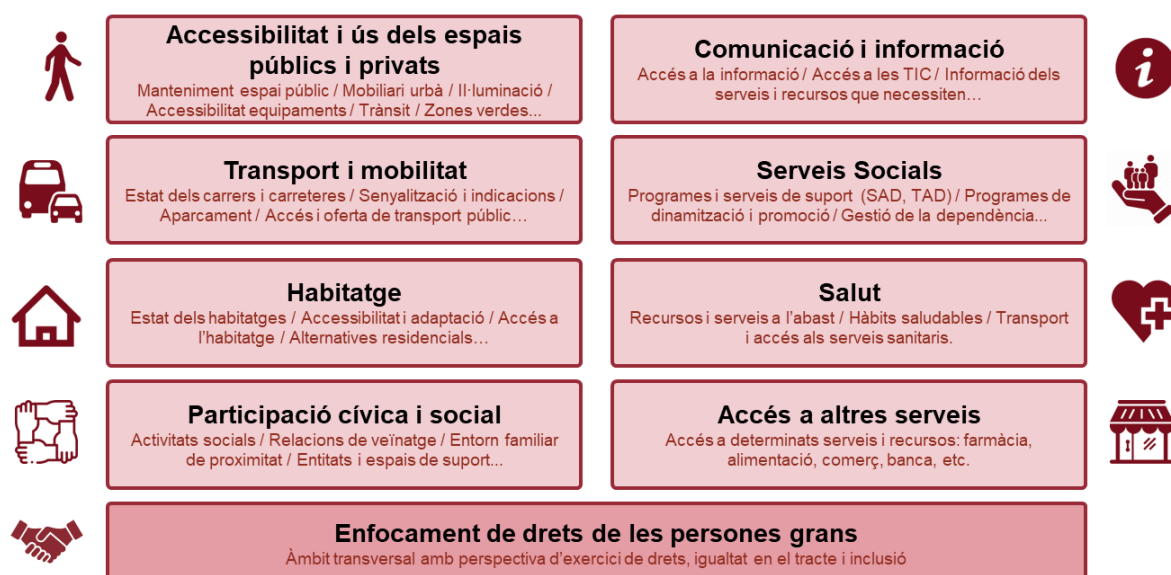 Accessibilitat i ús dels espais
públics i privats
Manteniment espai públic / Mobiliari urbà / Il·luminació /
Accessibilitat equipaments / Trànsit / Zones verdes...
Comunicació i informació
Accés a la informació / Accés a les TIC / Informació dels
serveis i recursos que necessiten…
Transport i mobilitat
Estat dels carrers i carreteres / Senyalització i indicacions /
Aparcament / Accés i oferta de transport públic…
Serveis Socials
Programes i serveis de suport (SAD, TAD) / Programes de
dinamització i promoció / Gestió de la dependència...
Habitatge
Estat dels habitatges / Accessibilitat i adaptació / Accés a
l’habitatge / Alternatives residencials…
Salut
Recursos i serveis a l’abast / Hàbits saludables / Transport
i accés als serveis sanitaris.
Participació cívica i social
Activitats socials / Relacions de veïnatge / Entorn familiar
de proximitat / Entitats i espais de suport...
Accés a altres serveis
Accés a determinats serveis i recursos: farmàcia,
alimentació, comerç, banca, etc.
Enfocament de drets de les persones grans
Àmbit transversal amb perspectiva d’exercici de drets, igualtat en el tracte i inclusió